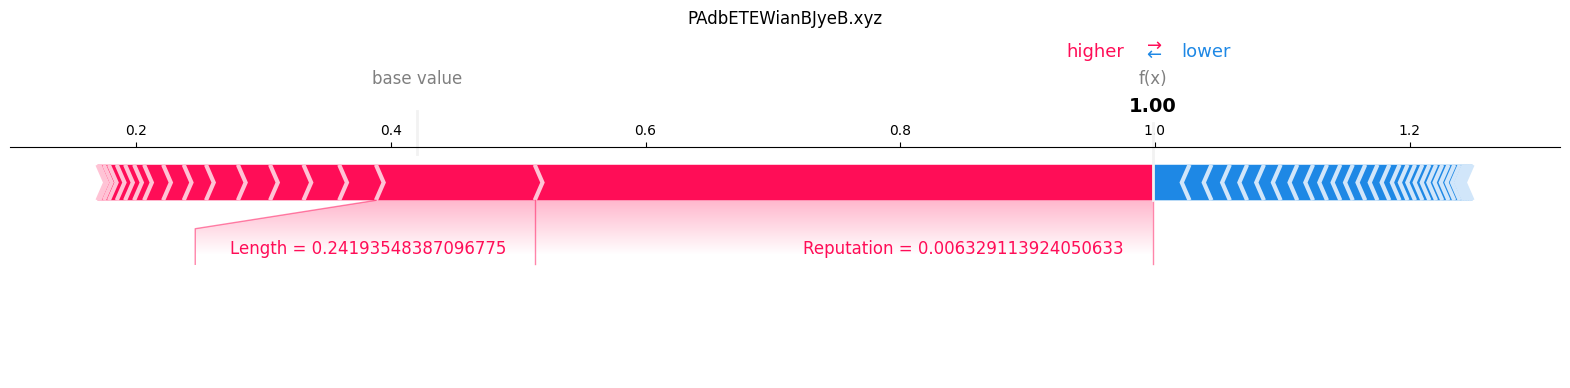 PAdbETEWianBJyeB.xyz
higher → ← lower
base value
f(x)
1.00
0.2 0.4 0.6 0.8 1.0 1.2
Length = 0.24193548387096775
Reputation = 0.006329113924050633